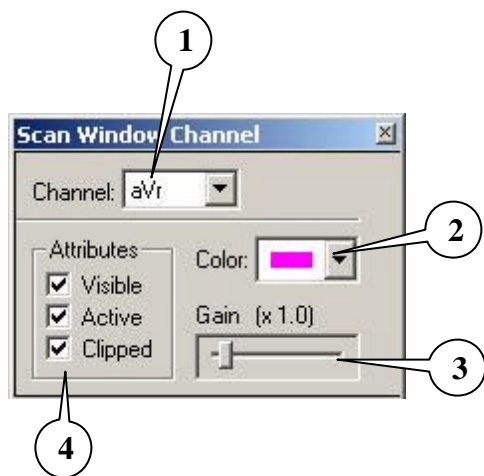 1
Scan Window Channel
Channel: aVr
2
Attributes
Color:
Visible
Active
Gain (x 1.0)
Clipped
3
4